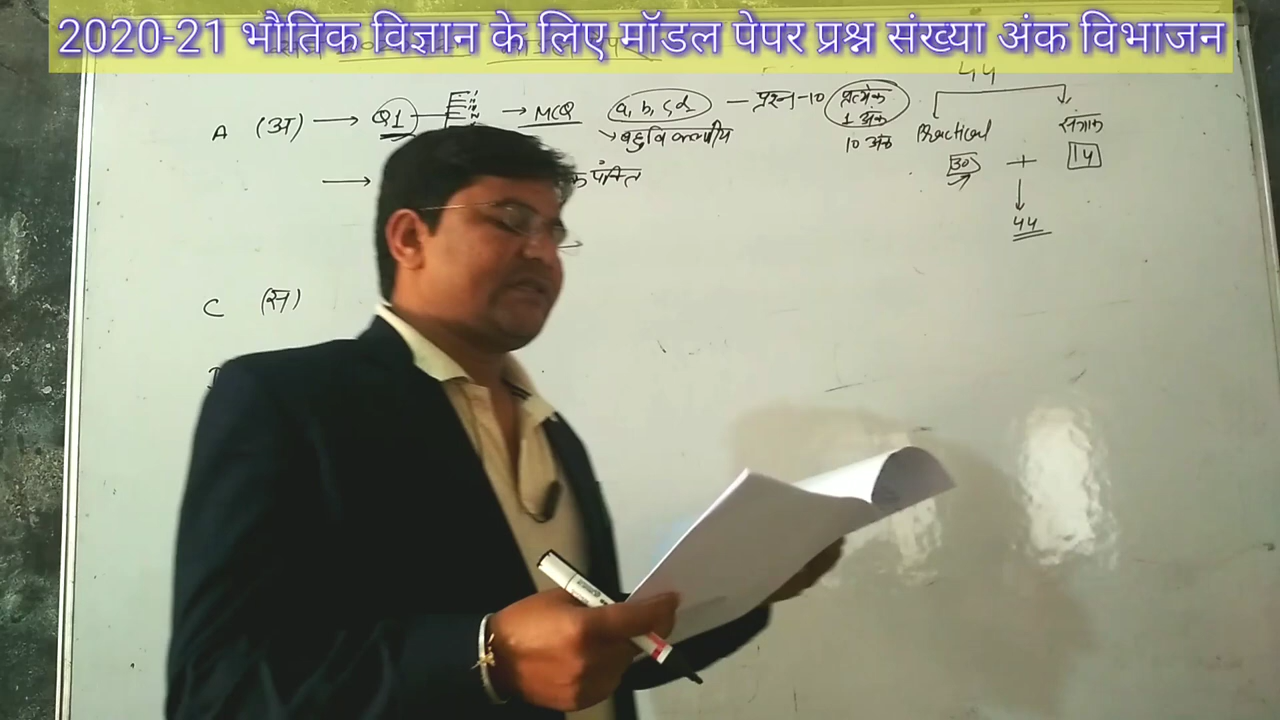 2020-21 भौतिक विज्ञान के लिए मॉडल पेपर प्रश्न संख्या अंक विभाजन
44
A (अ) → Q1 → MCQ a, b, c, d — प्रश्न-10 प्रत्येक 1 अंक
→ बहुविकल्पीय 10 अंक
Practical सत्रांक
30 + 14
पंक्ति
44
C (स)